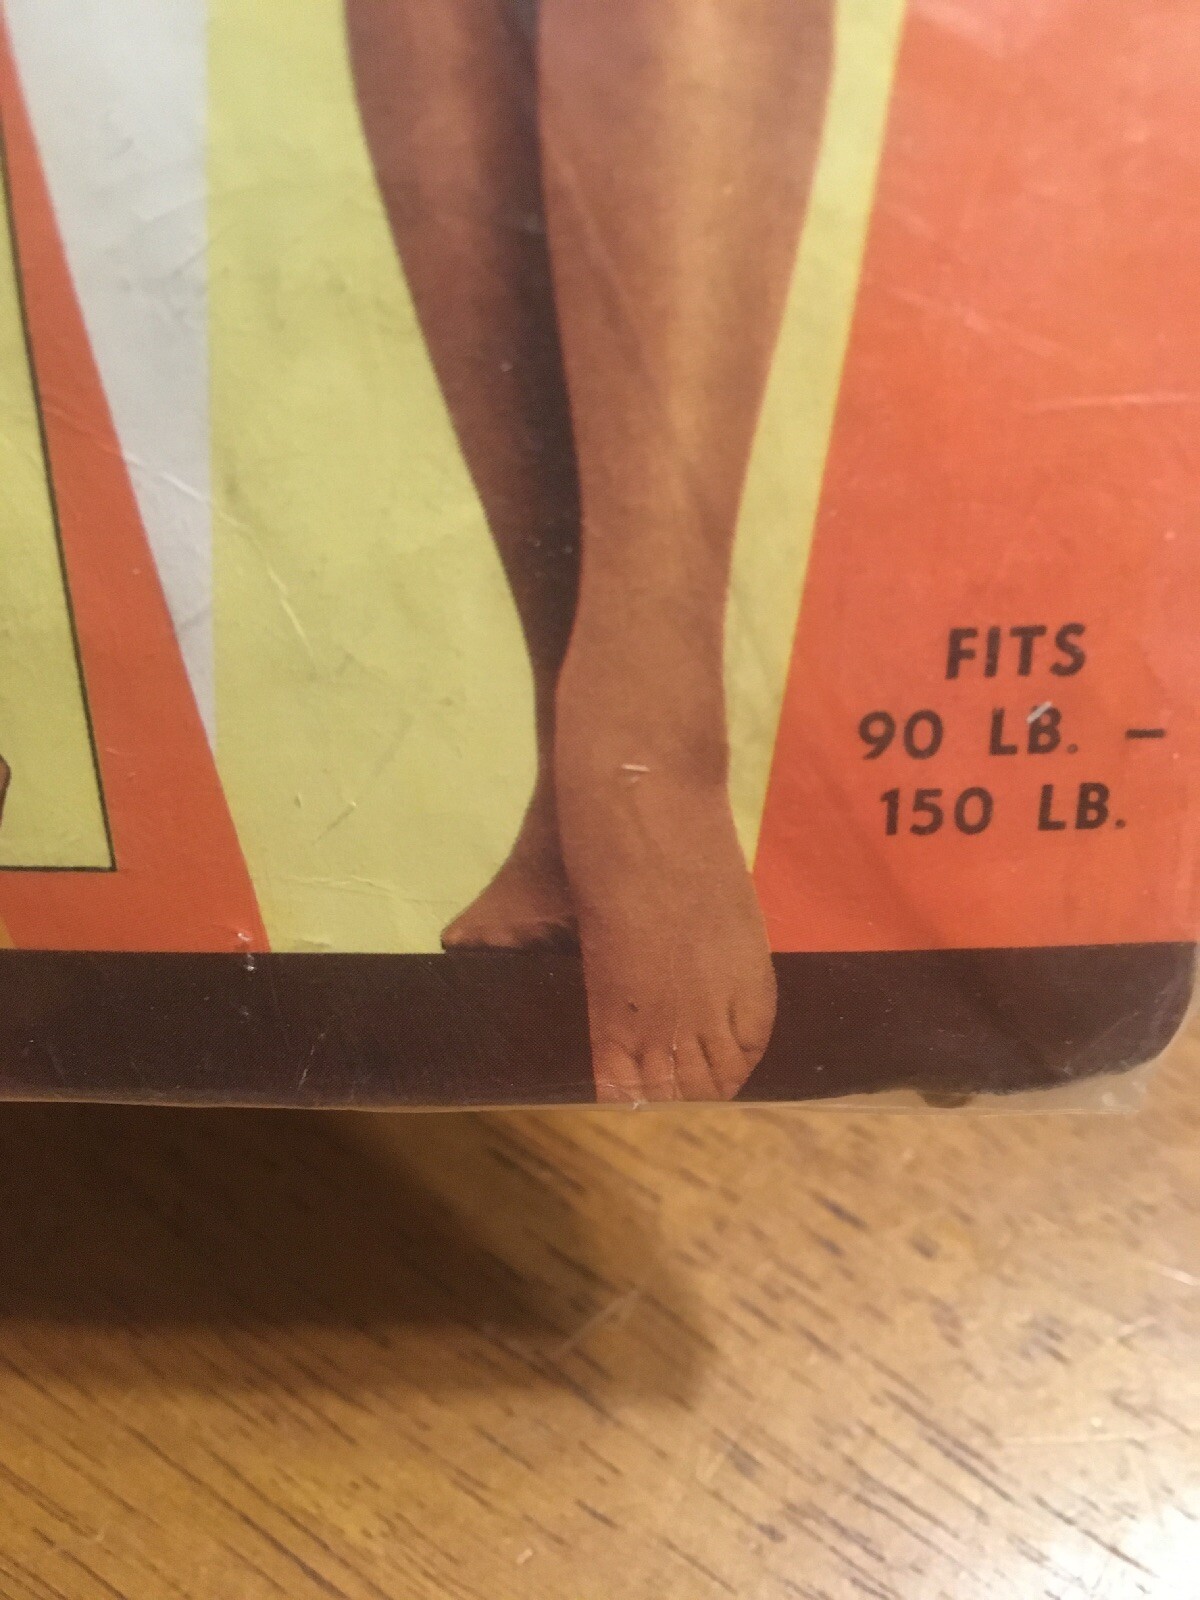 FITS
90 LB. –
150 LB.